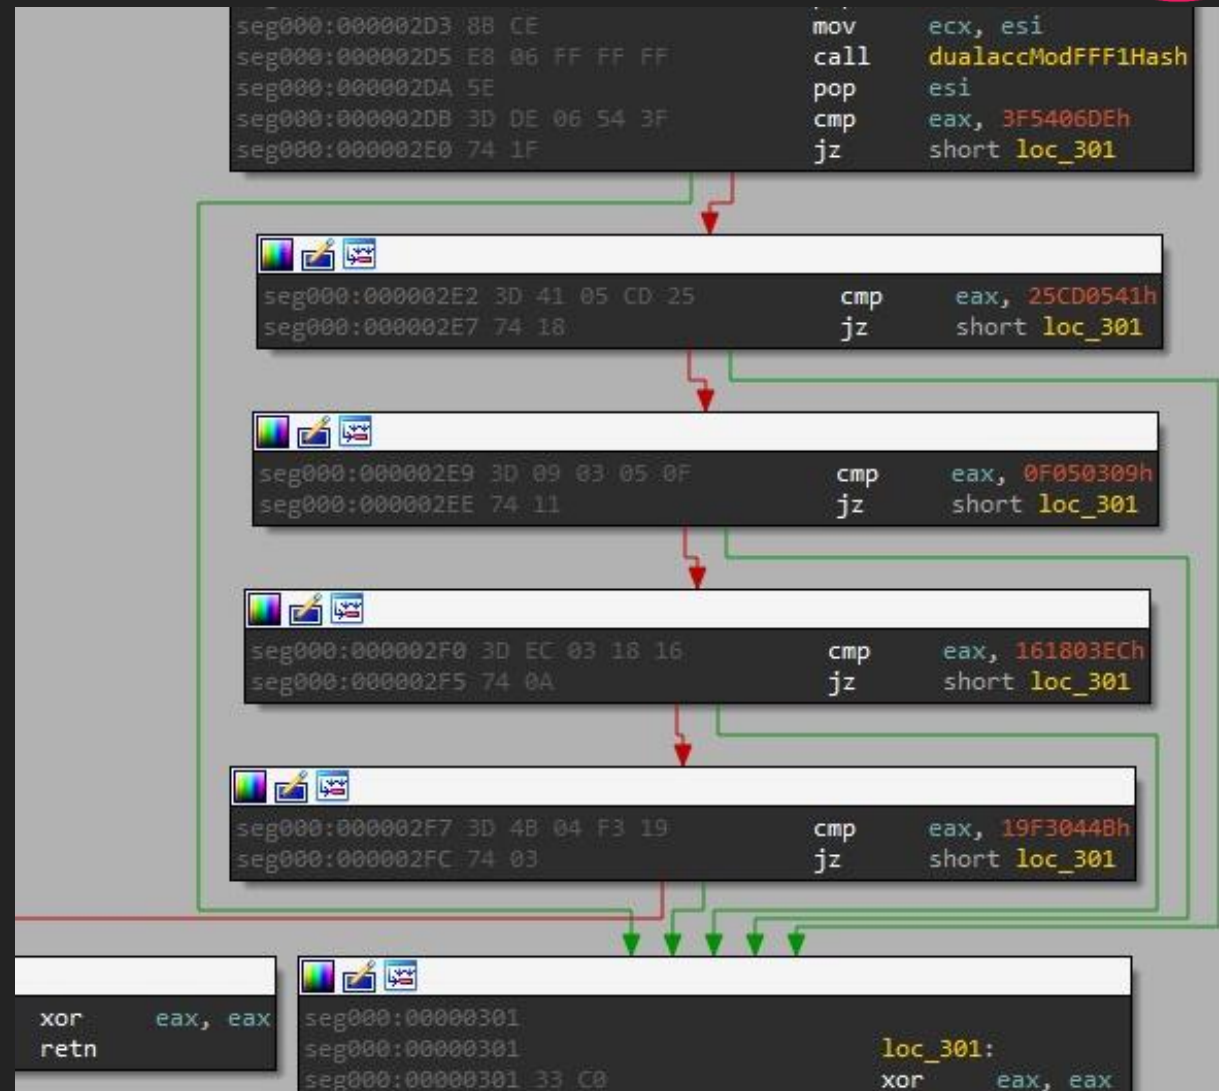 seg000:000002D3 8B CE mov ecx, esi
seg000:000002D5 E8 06 FF FF FF call dualaccModFFF1Hash
seg000:000002DA 5E pop esi
seg000:000002DB 3D DE 06 54 3F cmp eax, 3F5406DEh
seg000:000002E0 74 1F jz short loc_301
seg000:000002E2 3D 41 05 CD 25 cmp eax, 25CD0541h
seg000:000002E7 74 18 jz short loc_301
seg000:000002E9 3D 09 03 05 0F cmp eax, 0F050309h
seg000:000002EE 74 11 jz short loc_301
seg000:000002F0 3D EC 03 18 16 cmp eax, 161803ECh
seg000:000002F5 74 0A jz short loc_301
seg000:000002F7 3D 4B 04 F3 19 cmp eax, 19F3044Bh
seg000:000002FC 74 03 jz short loc_301
xor eax, eax
retn
seg000:00000301
seg000:00000301 loc_301:
seg000:00000301 33 C0 xor eax, eax